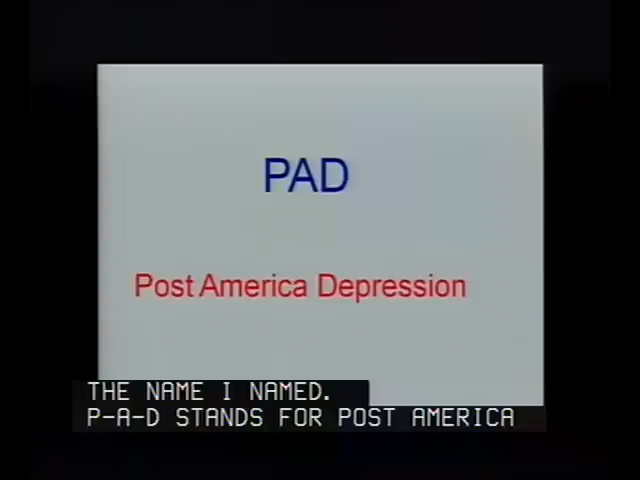 PAD
Post America Depression
THE NAME I NAMED.
P-A-D STANDS FOR POST AMERICA